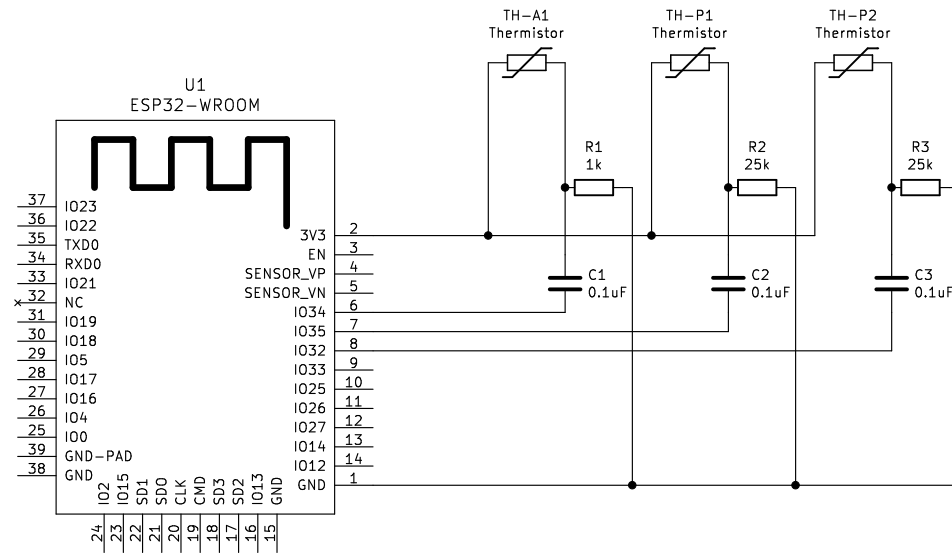 TH-A1
Thermistor
TH-P1
Thermistor
TH-P2
Thermistor
U1
ESP32-WROOM
R1
1k
R2
25k
R3
25k
37 IO23
36 IO22
35 TXD0
34 RXD0
33 IO21
32 NC
31 IO19
30 IO18
29 IO5
28 IO17
27 IO16
26 IO4
25 IO0
39 GND-PAD
38 GND
3V3 2
EN 3
SENSOR_VP 4
SENSOR_VN 5
IO34 6
IO35 7
IO32 8
IO33 9
IO25 10
IO26 11
IO27 12
IO14 13
IO12 14
GND 1
C1
0.1uF
C2
0.1uF
C3
0.1uF
IO2 24
IO15 23
SD1 22
SD0 21
CLK 20
CMD 19
SD3 18
SD2 17
IO13 16
GND 15